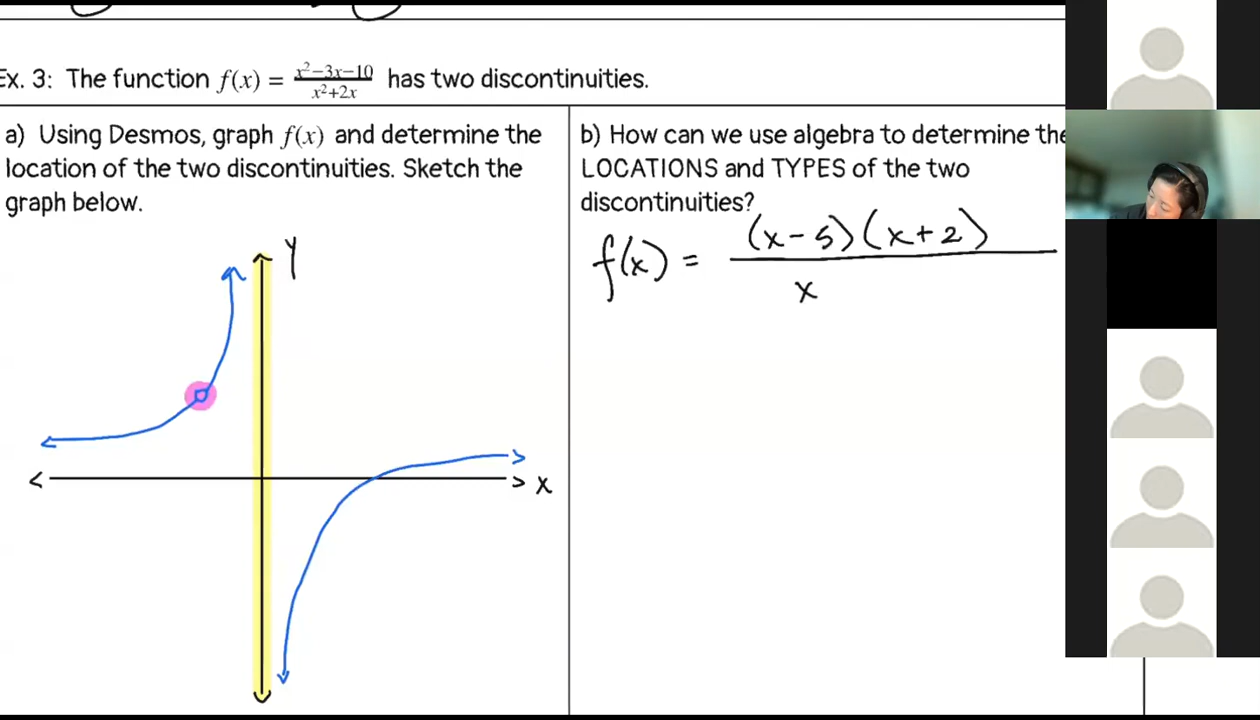 Ex. 3: The function f(x) = x²−3x−10 / x²+2x has two discontinuities.
a) Using Desmos, graph f(x) and determine the
location of the two discontinuities. Sketch the
graph below.
b) How can we use algebra to determine the
LOCATIONS and TYPES of the two
discontinuities?
f(x) = (x-5)(x+2) / x
Y
X